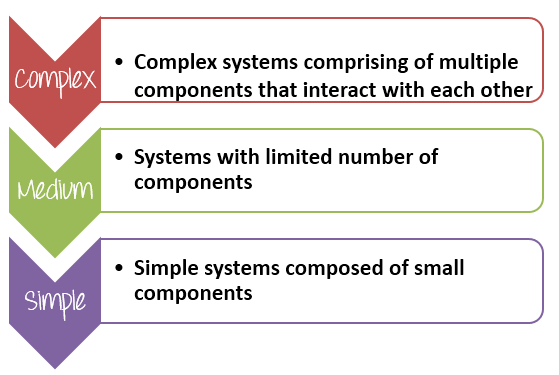 Complex
• Complex systems comprising of multiple
components that interact with each other
Medium
• Systems with limited number of
components
Simple
• Simple systems composed of small
components